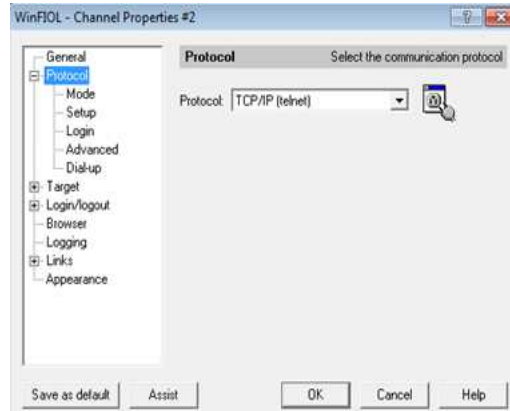 WinFIOL - Channel Properties #2
General
Protocol
Mode
Setup
Login
Advanced
Dial-up
Target
Login/logout
Browser
Logging
Links
Appearance
Protocol Select the communication protocol
Protocol: TCP/IP (telnet)
Save as default Assist OK Cancel Help